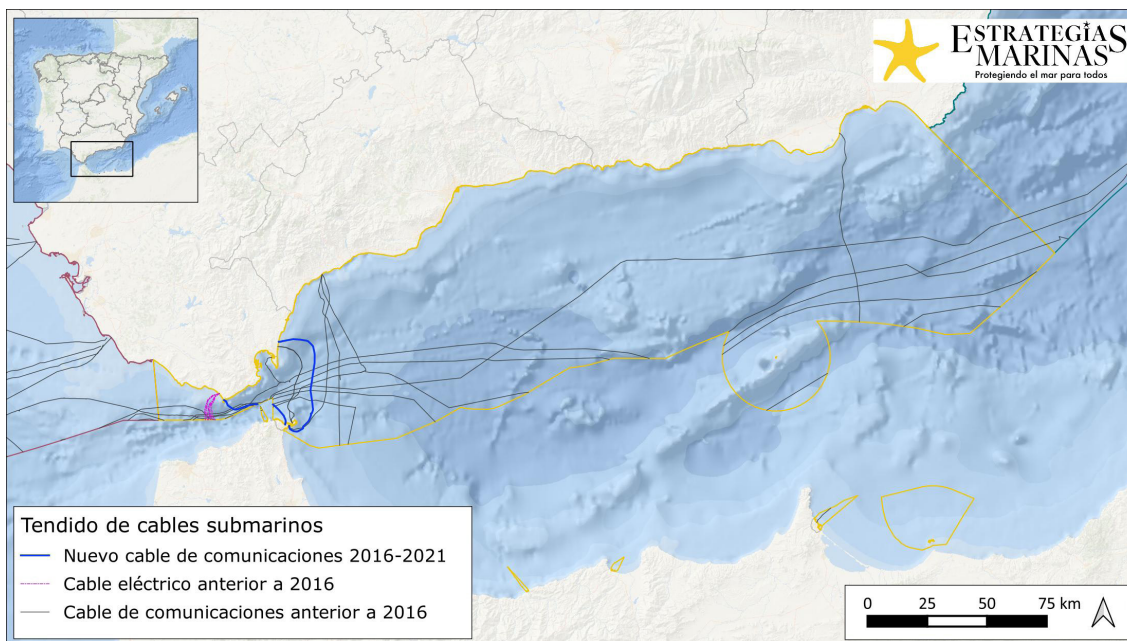 ESTRATEGIAS
MARINAS
Protegiendo el mar para todos
Tendido de cables submarinos
Nuevo cable de comunicaciones 2016-2021
Cable eléctrico anterior a 2016
Cable de comunicaciones anterior a 2016
0 25 50 75 km